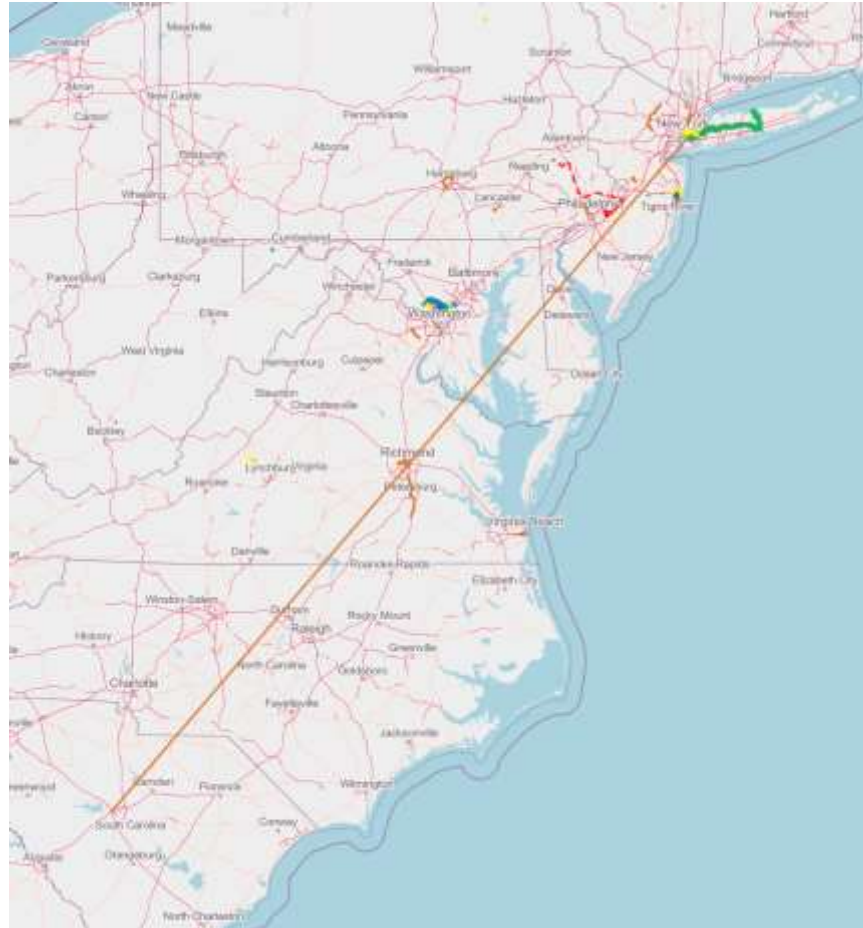 Hartford
Meadville
Cleveland
Connecticut
Scranton
Williamsport
Bridgeport
Akron
New Castle
Hazleton
Canton
Pennsylvania
New York
Allentown
Altoona
Pittsburgh
Reading
Harrisburg
Wheeling
Lancaster
Philadelphia
Toms River
Morgantown
Cumberland
New Jersey
Frederick
Baltimore
Parkersburg
Clarksburg
Winchester
Dover
Washington
Delaware
Elkins
West Virginia
Harrisonburg
Culpeper
Charleston
Ocean City
Staunton
Charlottesville
Beckley
Richmond
Lynchburg
Virginia
Roanoke
Petersburg
Virginia Beach
Danville
Roanoke Rapids
Elizabeth City
Winston-Salem
Durham
Rocky Mount
Raleigh
Hickory
Greenville
North Carolina
Goldsboro
Charlotte
Fayetteville
Jacksonville
Camden
Florence
Wilmington
South Carolina
Conway
Augusta
Orangeburg
North Charleston